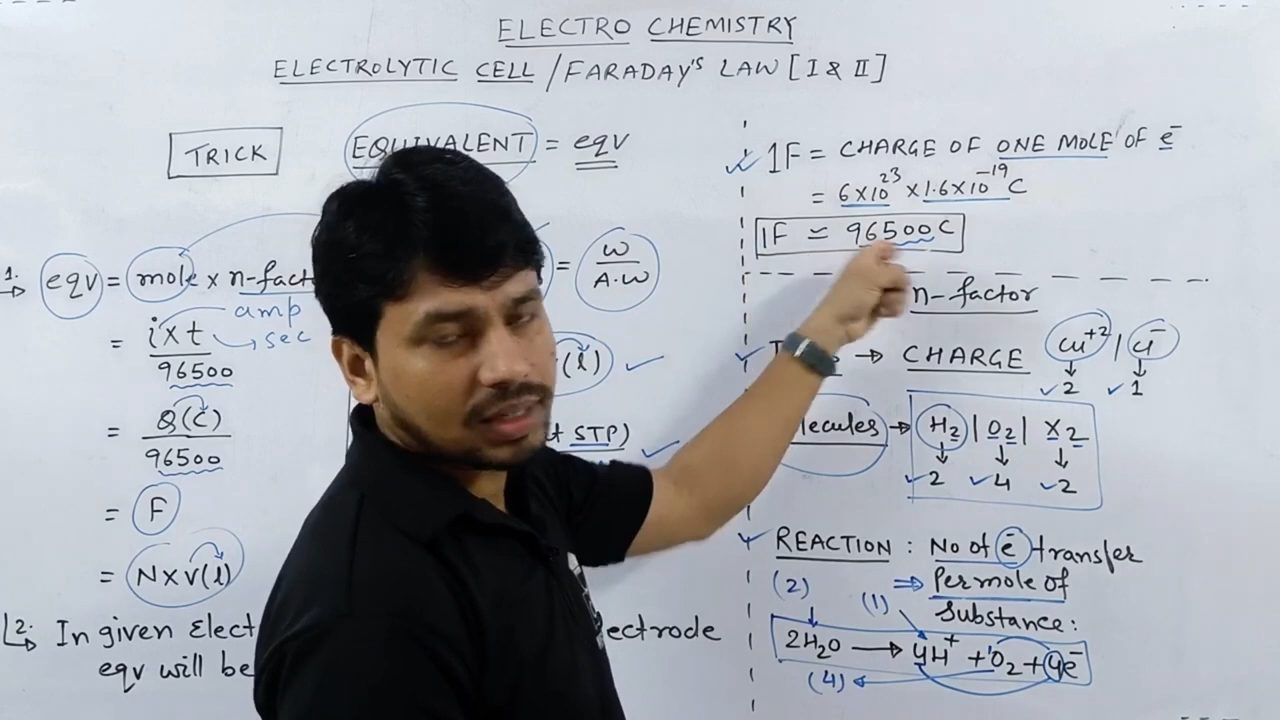 ELECTRO CHEMISTRY
ELECTROLYTIC CELL / FARADAY'S LAW [I & II]
TRICK
EQUIVALENT = eqv
1. eqv = mole × n-facto
= W / A.W
= i × t / 96500
amp
sec
(l)
= Q(C) / 96500
t STP)
= F
= N × V(l)
2. In given Elect ectrode
eqv will be
1F = CHARGE OF ONE MOLE OF e⁻
= 6×10²³ × 1.6×10⁻¹⁹ C
1F ≃ 96500 C
n-factor
→ CHARGE Cu⁺² | Cl⁻
2 1
lecules → H₂ | O₂ | X₂
2 4 2
REACTION : No of e⁻ transfer
(2) (1) ⇒ Per mole of
Substance :
2H₂O → 4H⁺ + O₂ + 4e⁻
(4)